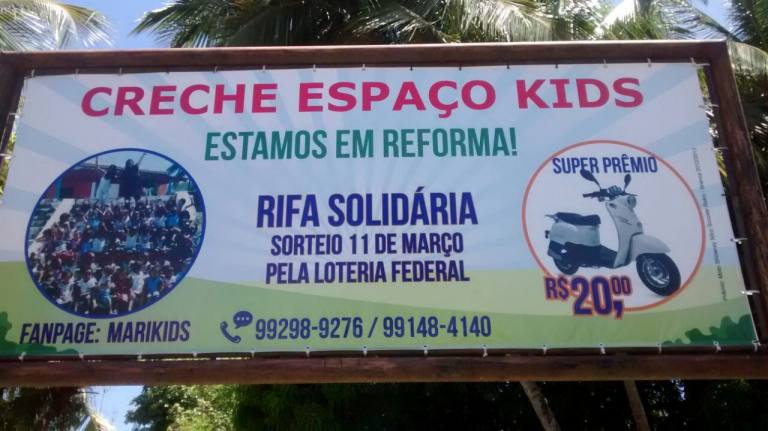 CRECHE ESPAÇO KIDS
ESTAMOS EM REFORMA!
SUPER PRÊMIO
RIFA SOLIDÁRIA
SORTEIO 11 DE MARÇO
PELA LOTERIA FEDERAL
R$20,00
FANPAGE: MARIKIDS
99298-9276 / 99148-4140